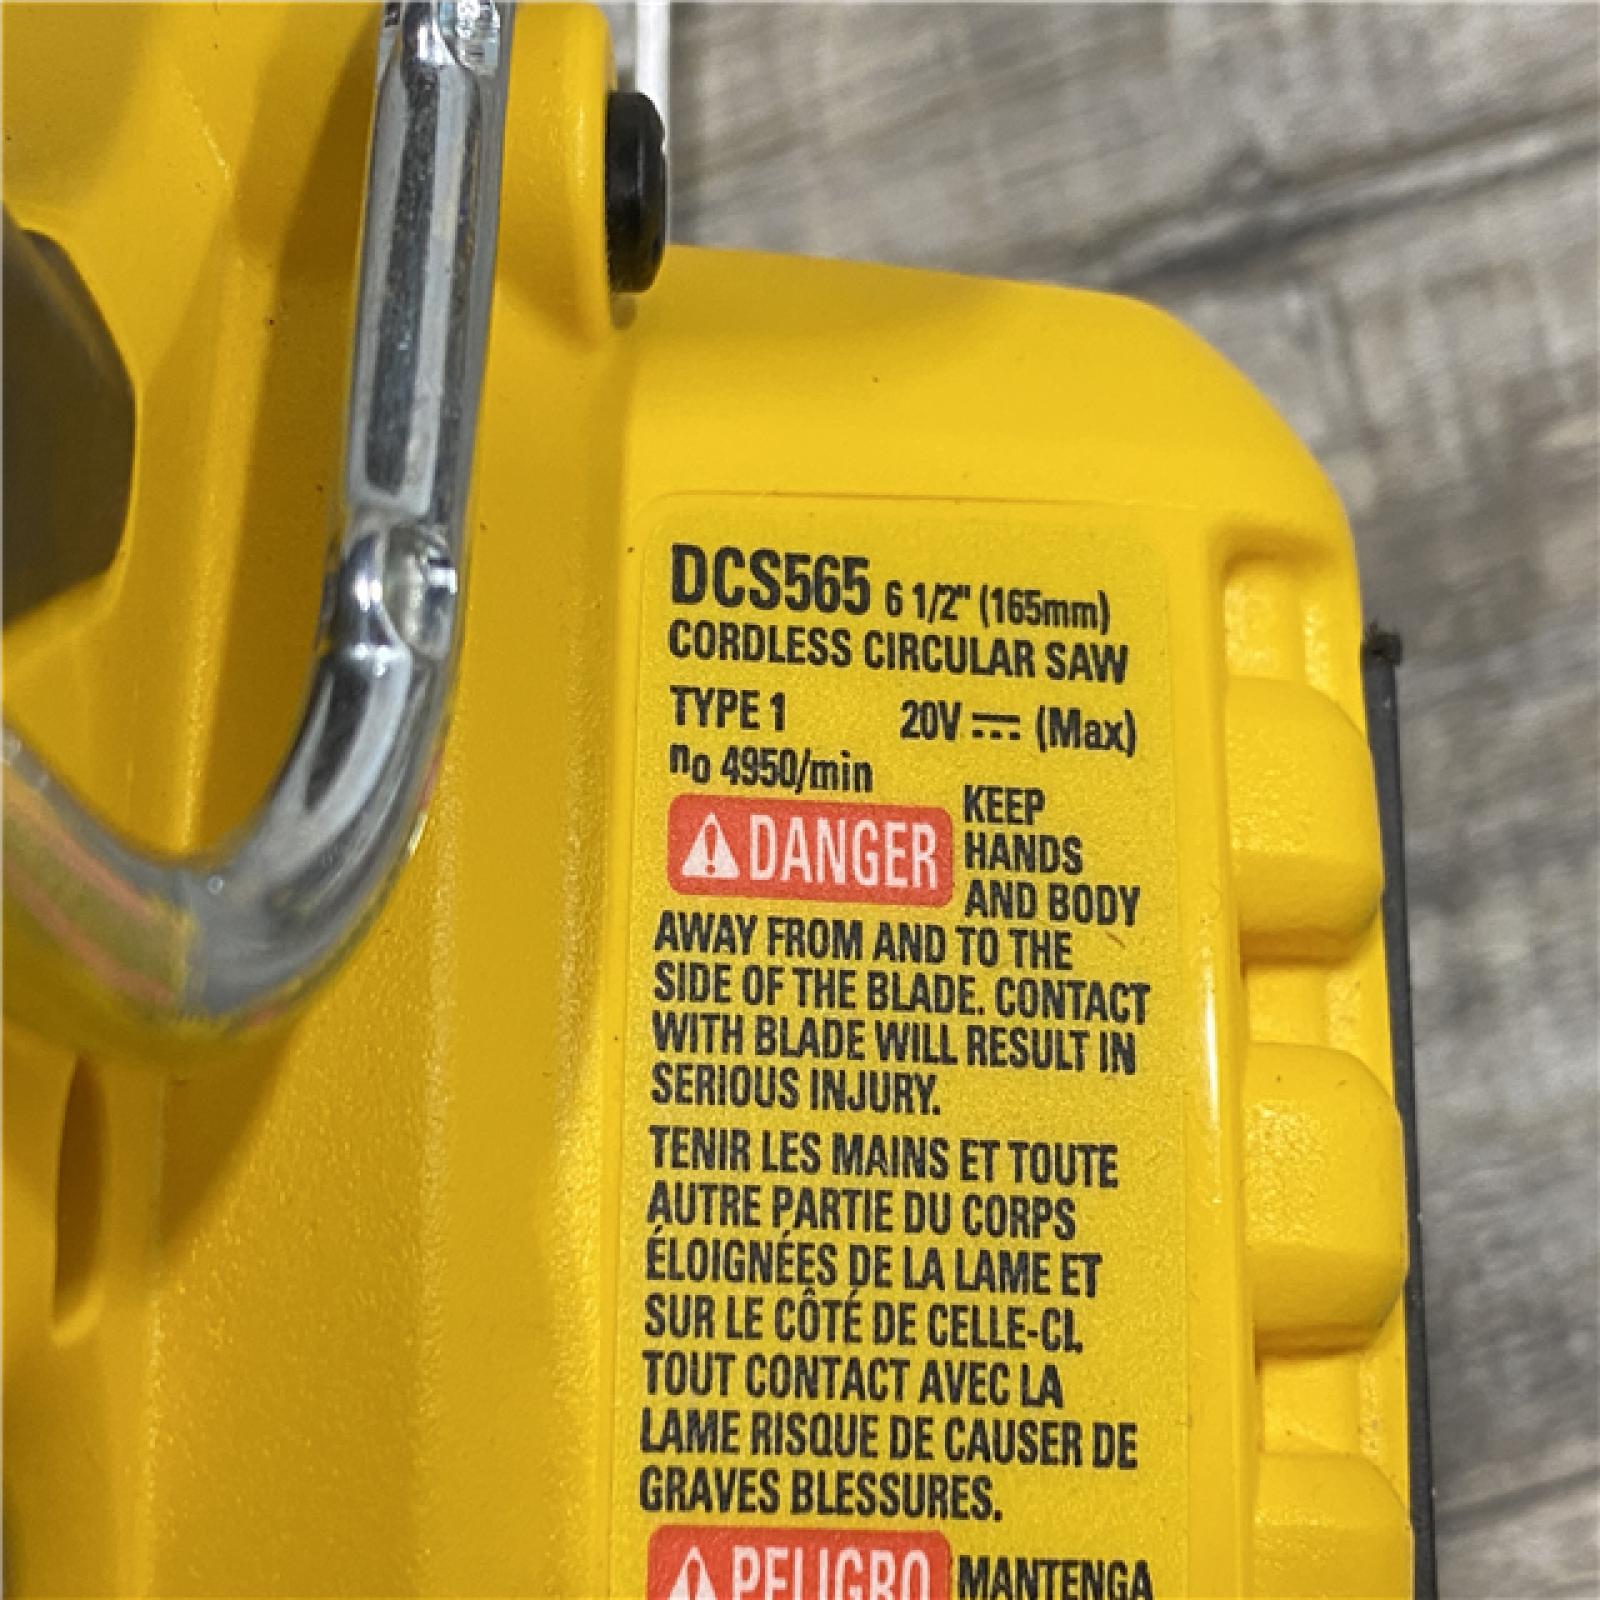 DCS565 6 1/2" (165mm)
CORDLESS CIRCULAR SAW
TYPE 1 20V ⎓ (Max)
no 4950/min
⚠ DANGER KEEP
HANDS
AND BODY
AWAY FROM AND TO THE
SIDE OF THE BLADE. CONTACT
WITH BLADE WILL RESULT IN
SERIOUS INJURY.
TENIR LES MAINS ET TOUTE
AUTRE PARTIE DU CORPS
ÉLOIGNÉES DE LA LAME ET
SUR LE CÔTÉ DE CELLE-CI.
TOUT CONTACT AVEC LA
LAME RISQUE DE CAUSER DE
GRAVES BLESSURES.
⚠ PELIGRO MANTENGA